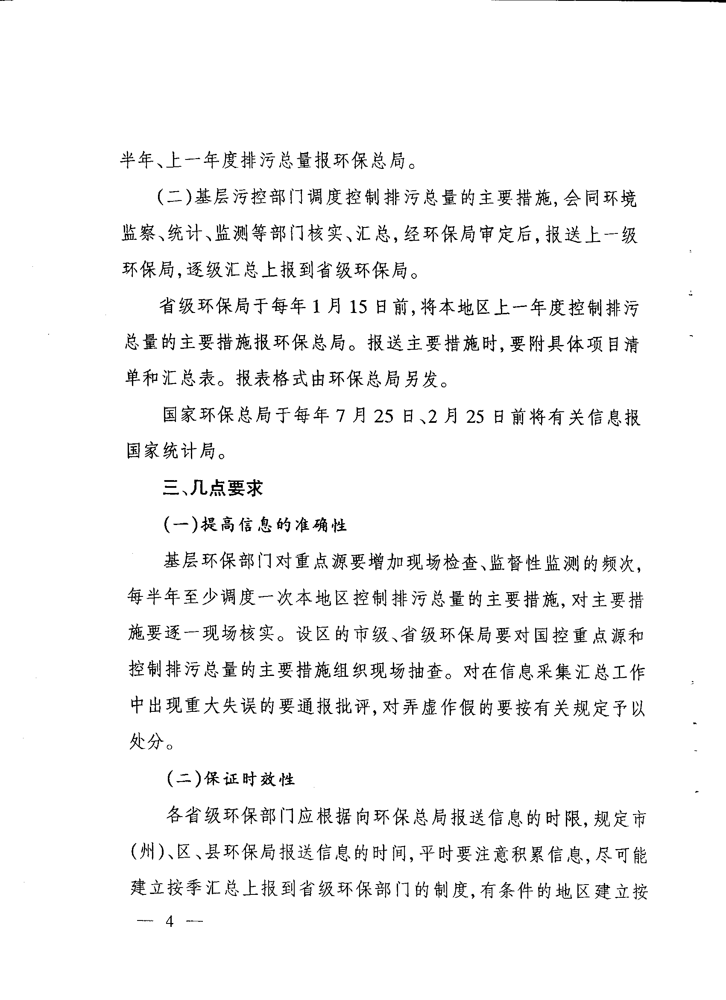 半年、上一年度排污总量报环保总局。
(二)基层污控部门调度控制排污总量的主要措施,会同环境
监察、统计、监测等部门核实、汇总,经环保局审定后,报送上一级
环保局,逐级汇总上报到省级环保局。
省级环保局于每年1月15日前,将本地区上一年度控制排污
总量的主要措施报环保总局。报送主要措施时,要附具体项目清
单和汇总表。报表格式由环保总局另发。
国家环保总局于每年7月25日、2月25日前将有关信息报
国家统计局。
三、几点要求
(一)提高信息的准确性
基层环保部门对重点源要增加现场检查、监督性监测的频次,
每半年至少调度一次本地区控制排污总量的主要措施,对主要措
施要逐一现场核实。设区的市级、省级环保局要对国控重点源和
控制排污总量的主要措施组织现场抽查。对在信息采集汇总工作
中出现重大失误的要通报批评,对弄虚作假的要按有关规定予以
处分。
(二)保证时效性
各省级环保部门应根据向环保总局报送信息的时限,规定市
(州)、区、县环保局报送信息的时间,平时要注意积累信息,尽可能
建立按季汇总上报到省级环保部门的制度,有条件的地区建立按
— 4 —